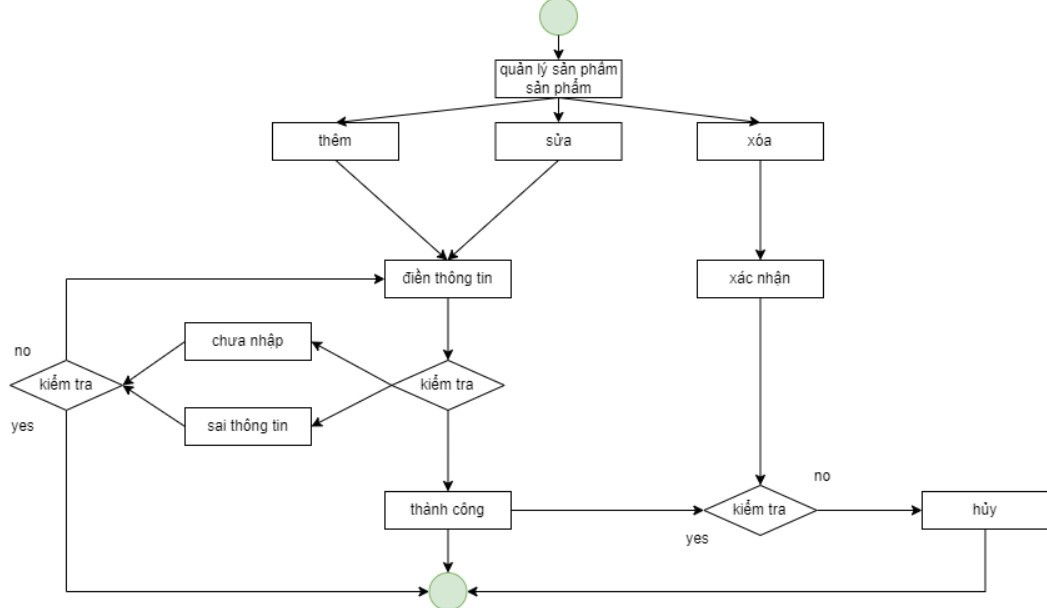 quản lý sản phẩm
sản phẩm
thêm
sửa
xóa
điền thông tin
xác nhận
no
chưa nhập
kiểm tra
kiểm tra
yes
sai thông tin
no
thành công
kiểm tra
hủy
yes